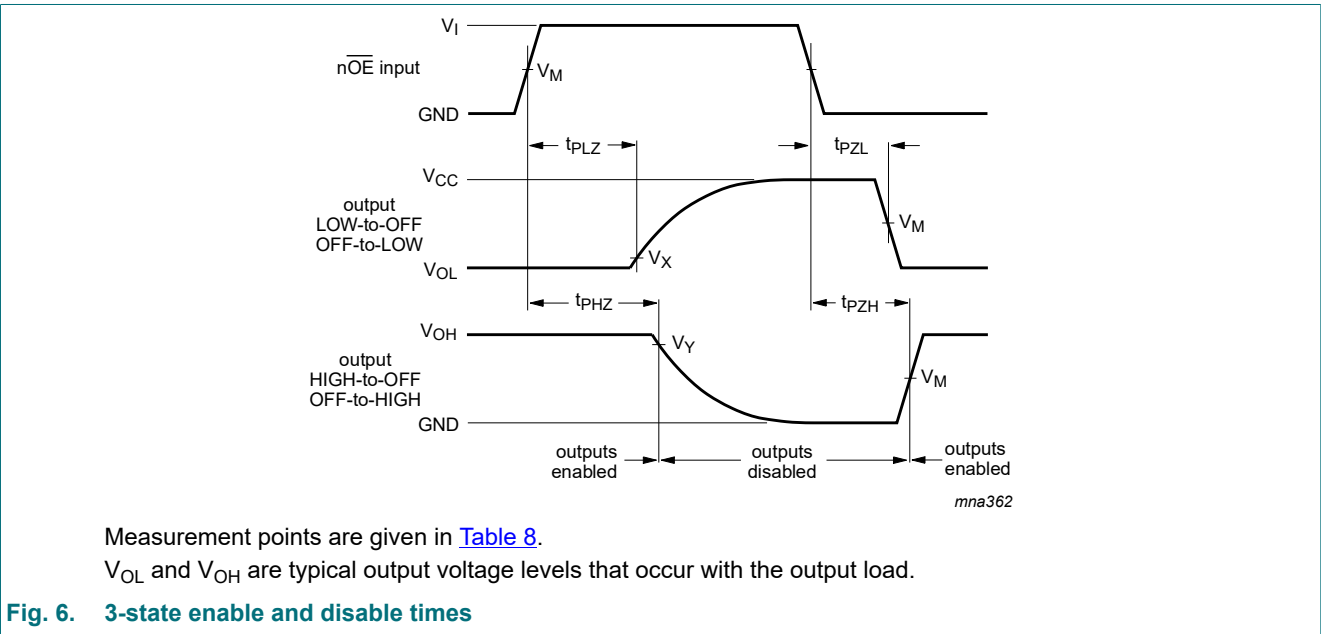 V_I
nO̅E̅ input
V_M
GND
t_PLZ
t_PZL
V_CC
output
LOW-to-OFF
OFF-to-LOW
V_M
V_X
V_OL
t_PHZ
t_PZH
V_OH
output
HIGH-to-OFF
OFF-to-HIGH
V_Y
V_M
GND
outputs
enabled
outputs
disabled
outputs
enabled
mna362
Measurement points are given in Table 8.
V_OL and V_OH are typical output voltage levels that occur with the output load.
Fig. 6. 3-state enable and disable times